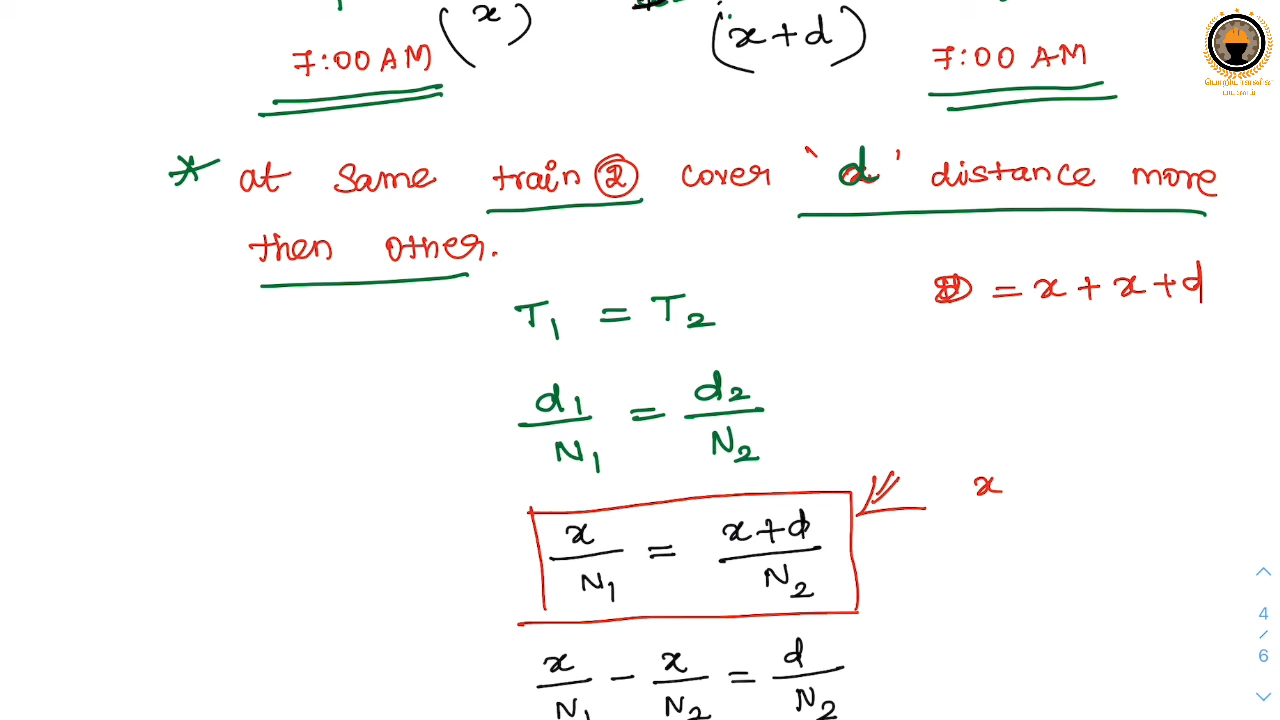 (x) (x+d)
7:00 AM 7:00 AM
* at same train ② cover 'd' distance more
then other.
D = x + x + d
T₁ = T₂
d₁/N₁ = d₂/N₂
x
x/N₁ = x+d/N₂
x/N₁ - x/N₂ = d/N₂
4
/
6